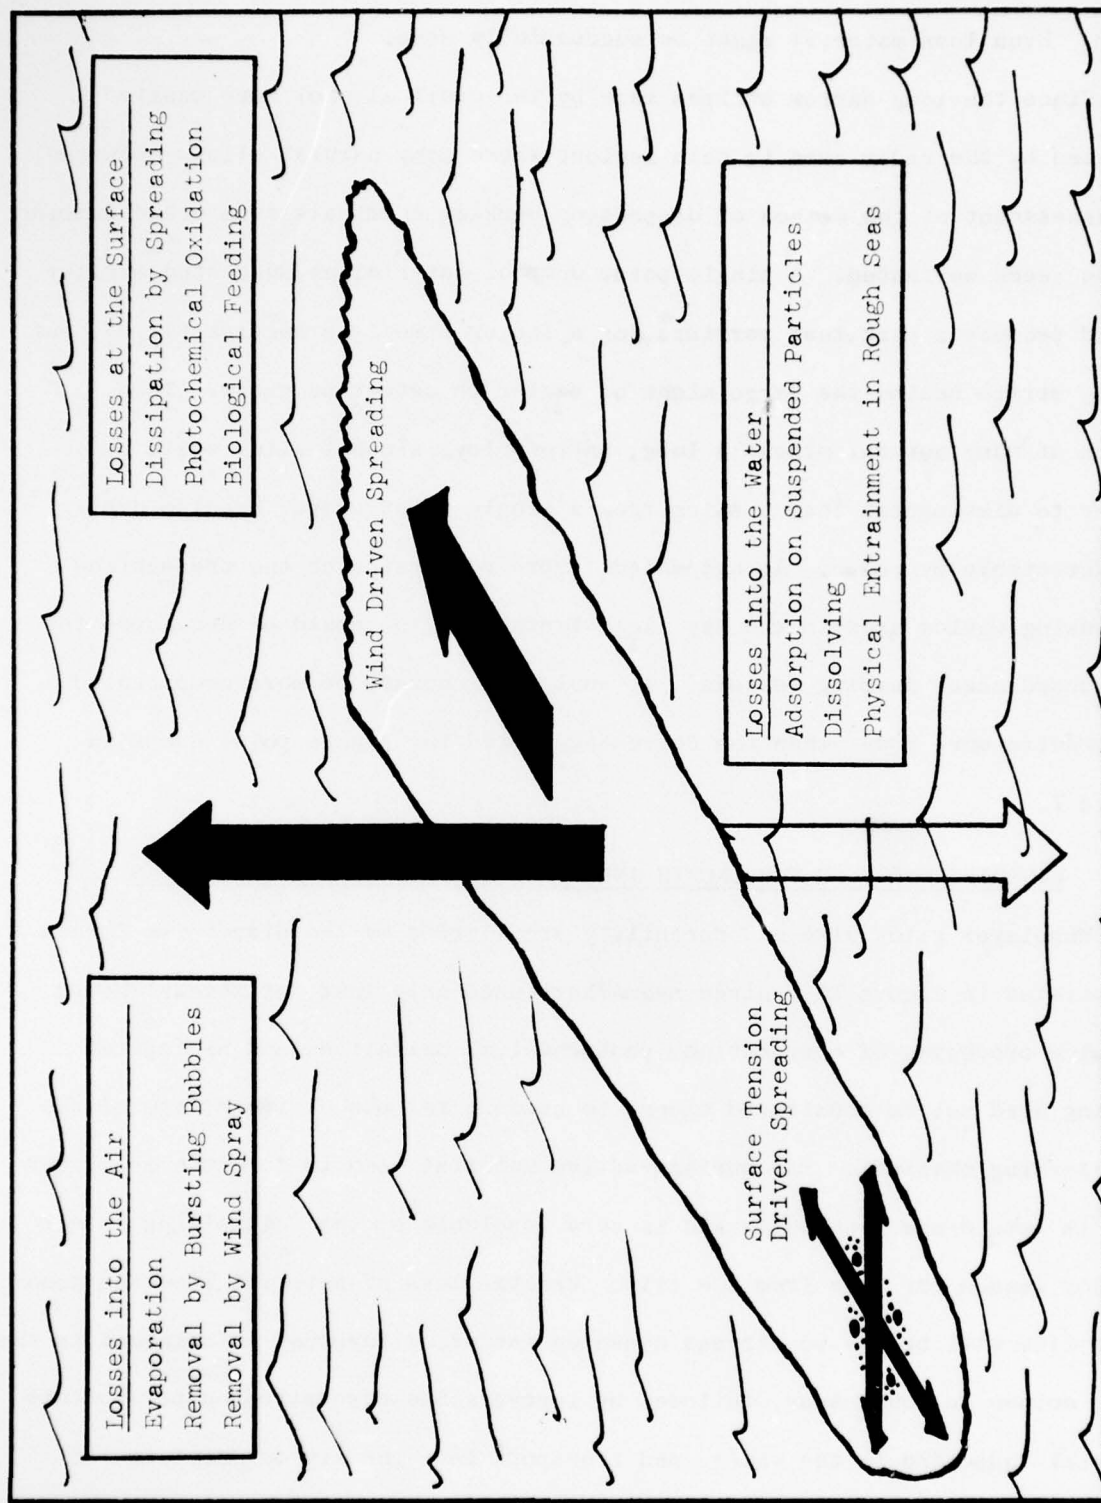 Losses into the Air
Evaporation
Removal by Bursting Bubbles
Removal by Wind Spray
Losses at the Surface
Dissipation by Spreading
Photochemical Oxidation
Biological Feeding
Wind Driven Spreading
Surface Tension
Driven Spreading
Losses into the Water
Adsorption on Suspended Particles
Dissolving
Physical Entrainment in Rough Seas